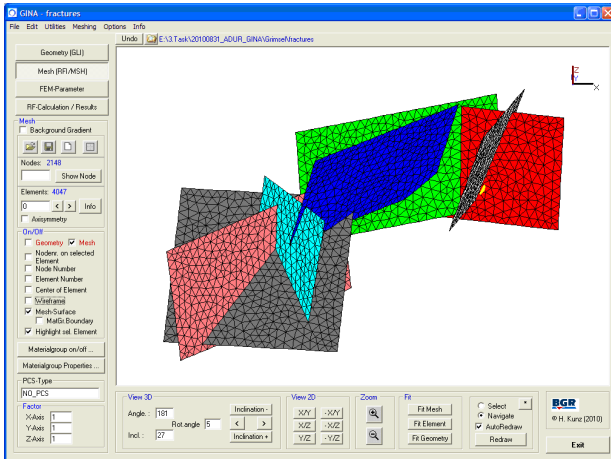 GINA - fractures
File Edit Utilities Meshing Options Info
Undo E:\3.Task\20100831_ADUR_GINA\Grimsel\fractures
Geometry (GLI)
Mesh (RFI/MSH)
FEM-Parameter
RF-Calculation / Results
Mesh
Background Gradient
Nodes: 2148
Show Node
Elements: 4047
0 < > Info
Axisymmetry
On/Off
Geometry Mesh
Nodenr. on selected
Element
Node Number
Element Number
Center of Element
Wireframe
Mesh-Surface
MatGr.Boundary
Highlight sel. Element
Materialgroup on/off ...
Materialgroup Properties ...
PCS-Type
NO_PCS
Factor
X-Axis 1
Y-Axis 1
Z-Axis 1
Z
Y
X
View 3D
Angle. : 181
Rot.angle 5
Incl. : 27
Inclination -
< >
Inclination +
View 2D
X/Y -X/Y
X/Z -X/Z
Y/Z -Y/Z
Zoom
Fit
Fit Mesh
Fit Element
Fit Geometry
Select *
Navigate
AutoRedraw
Redraw
BGR
© H. Kunz (2010)
Exit